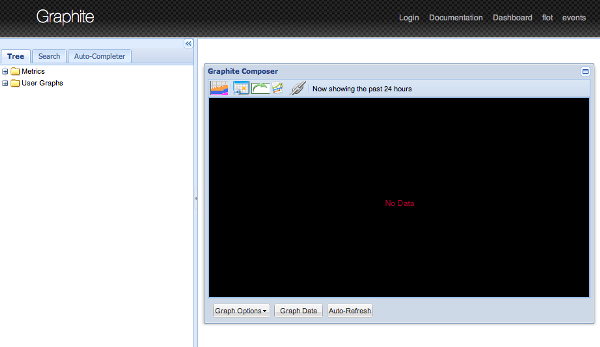 Graphite
Login Documentation Dashboard flot events
Tree Search Auto-Completer
Metrics
User Graphs
Graphite Composer
Now showing the past 24 hours
No Data
Graph Options Graph Data Auto-Refresh